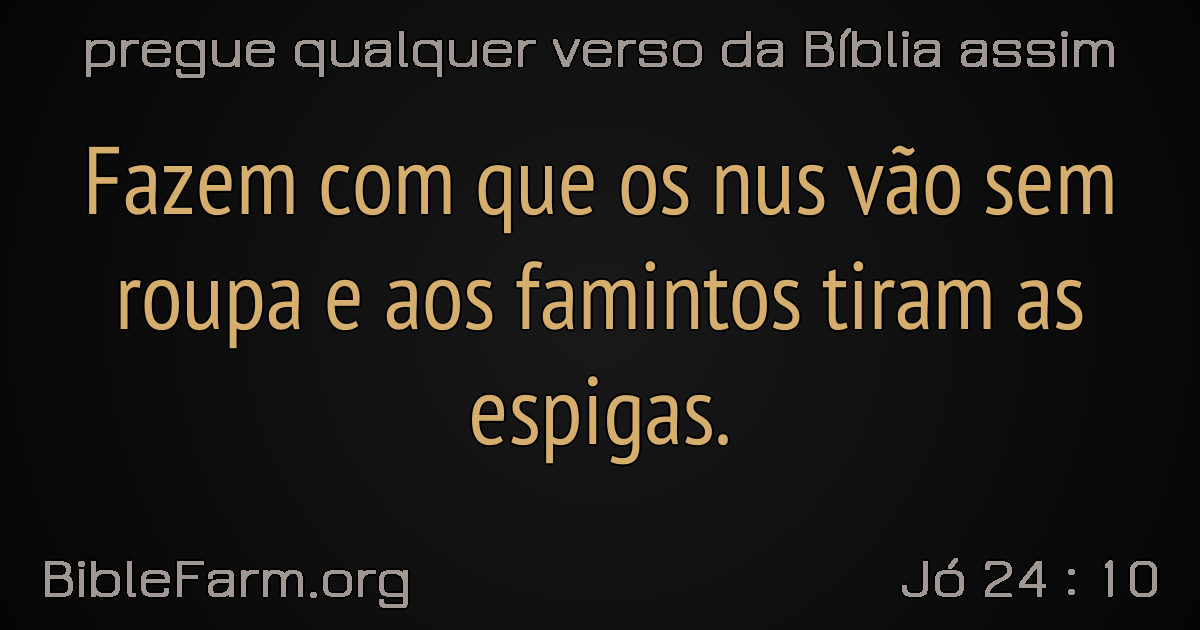 pregue qualquer verso da Bíblia assim
Fazem com que os nus vão sem
roupa e aos famintos tiram as
espigas.
BibleFarm.org
Jó 24 : 10